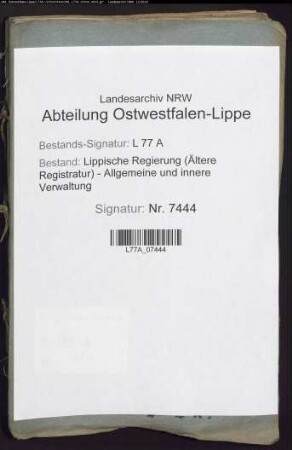 Landesarchiv NRW
Abteilung Ostwestfalen-Lippe
Bestands-Signatur: L 77 A
Bestand: Lippische Regierung (Ältere
Registratur) - Allgemeine und innere
Verwaltung
Signatur: Nr. 7444
L77A_07444